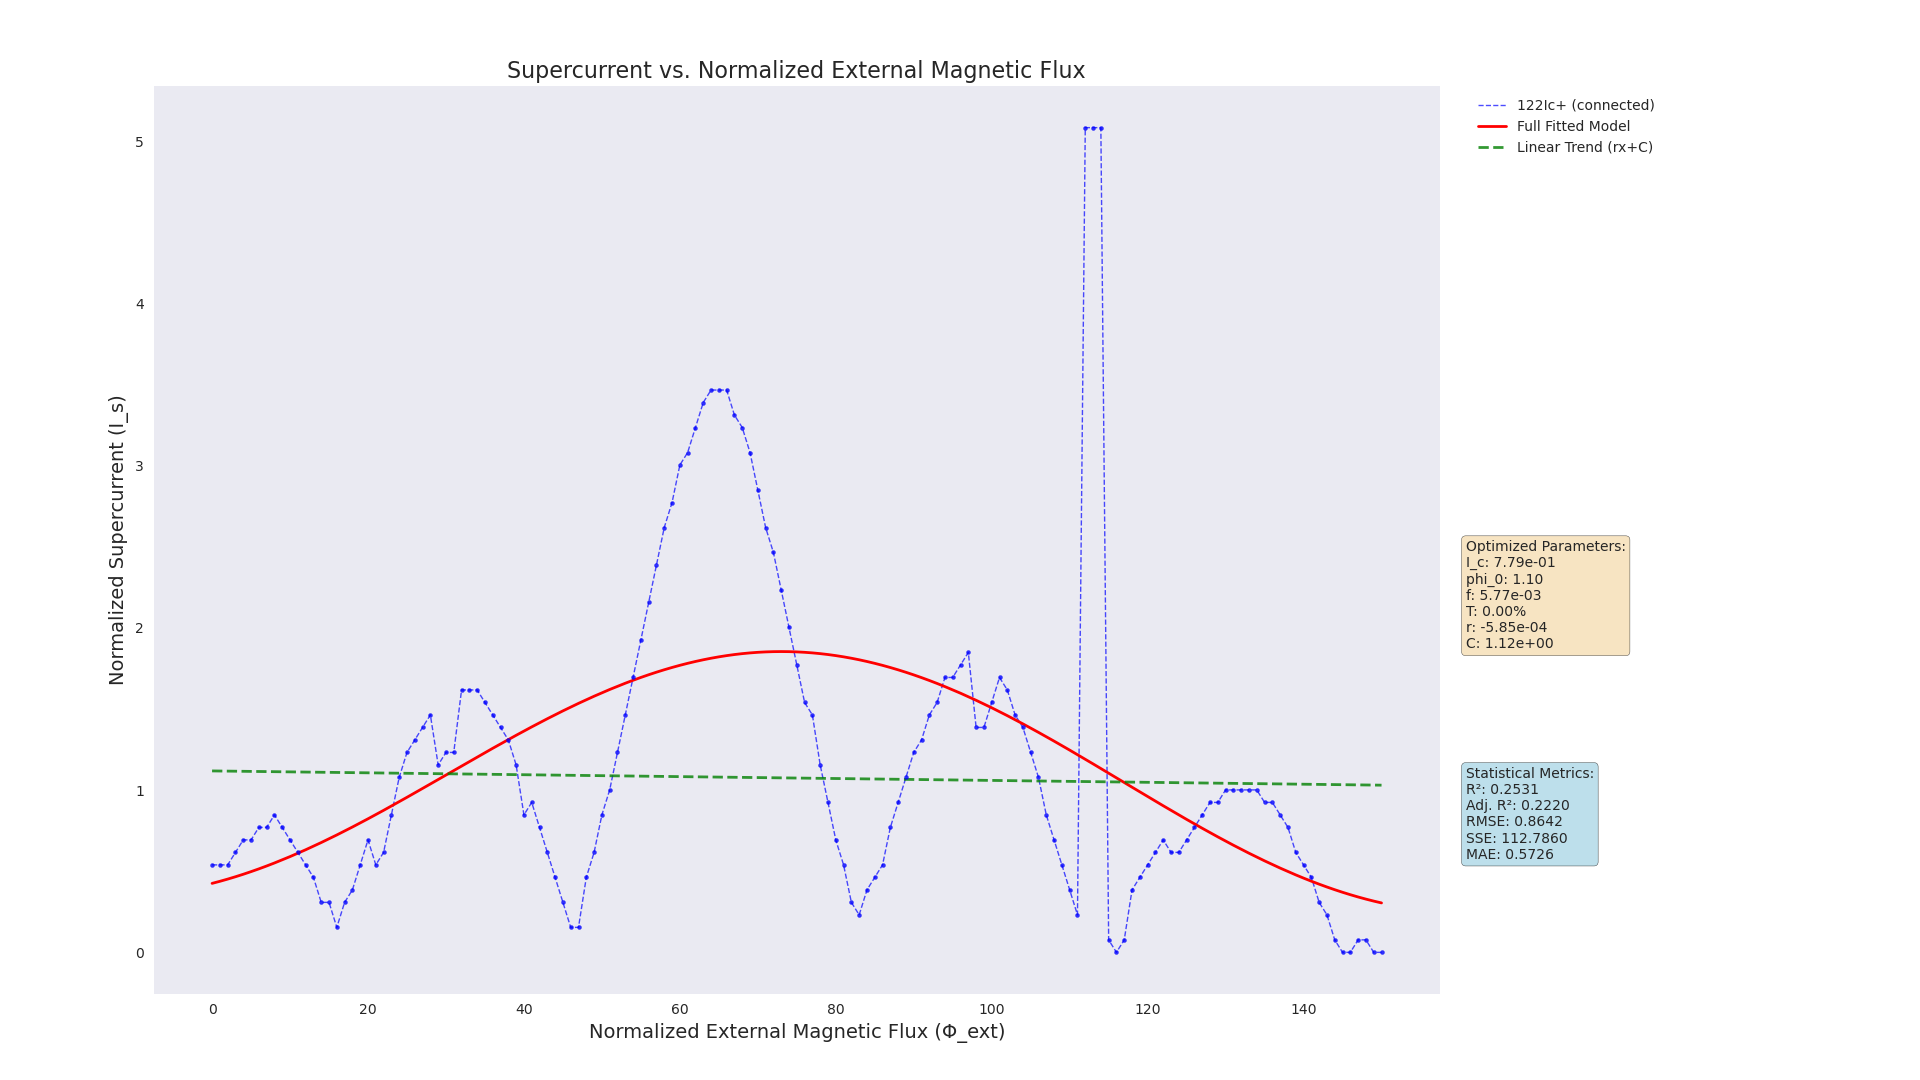 Supercurrent vs. Normalized External Magnetic Flux
122Ic+ (connected)
Full Fitted Model
Linear Trend (rx+C)
5
4
3
2
1
0
Normalized Supercurrent (I_s)
0 20 40 60 80 100 120 140
Normalized External Magnetic Flux (Φ_ext)
Optimized Parameters:
I_c: 7.79e-01
phi_0: 1.10
f: 5.77e-03
T: 0.00%
r: -5.85e-04
C: 1.12e+00
Statistical Metrics:
R²: 0.2531
Adj. R²: 0.2220
RMSE: 0.8642
SSE: 112.7860
MAE: 0.5726